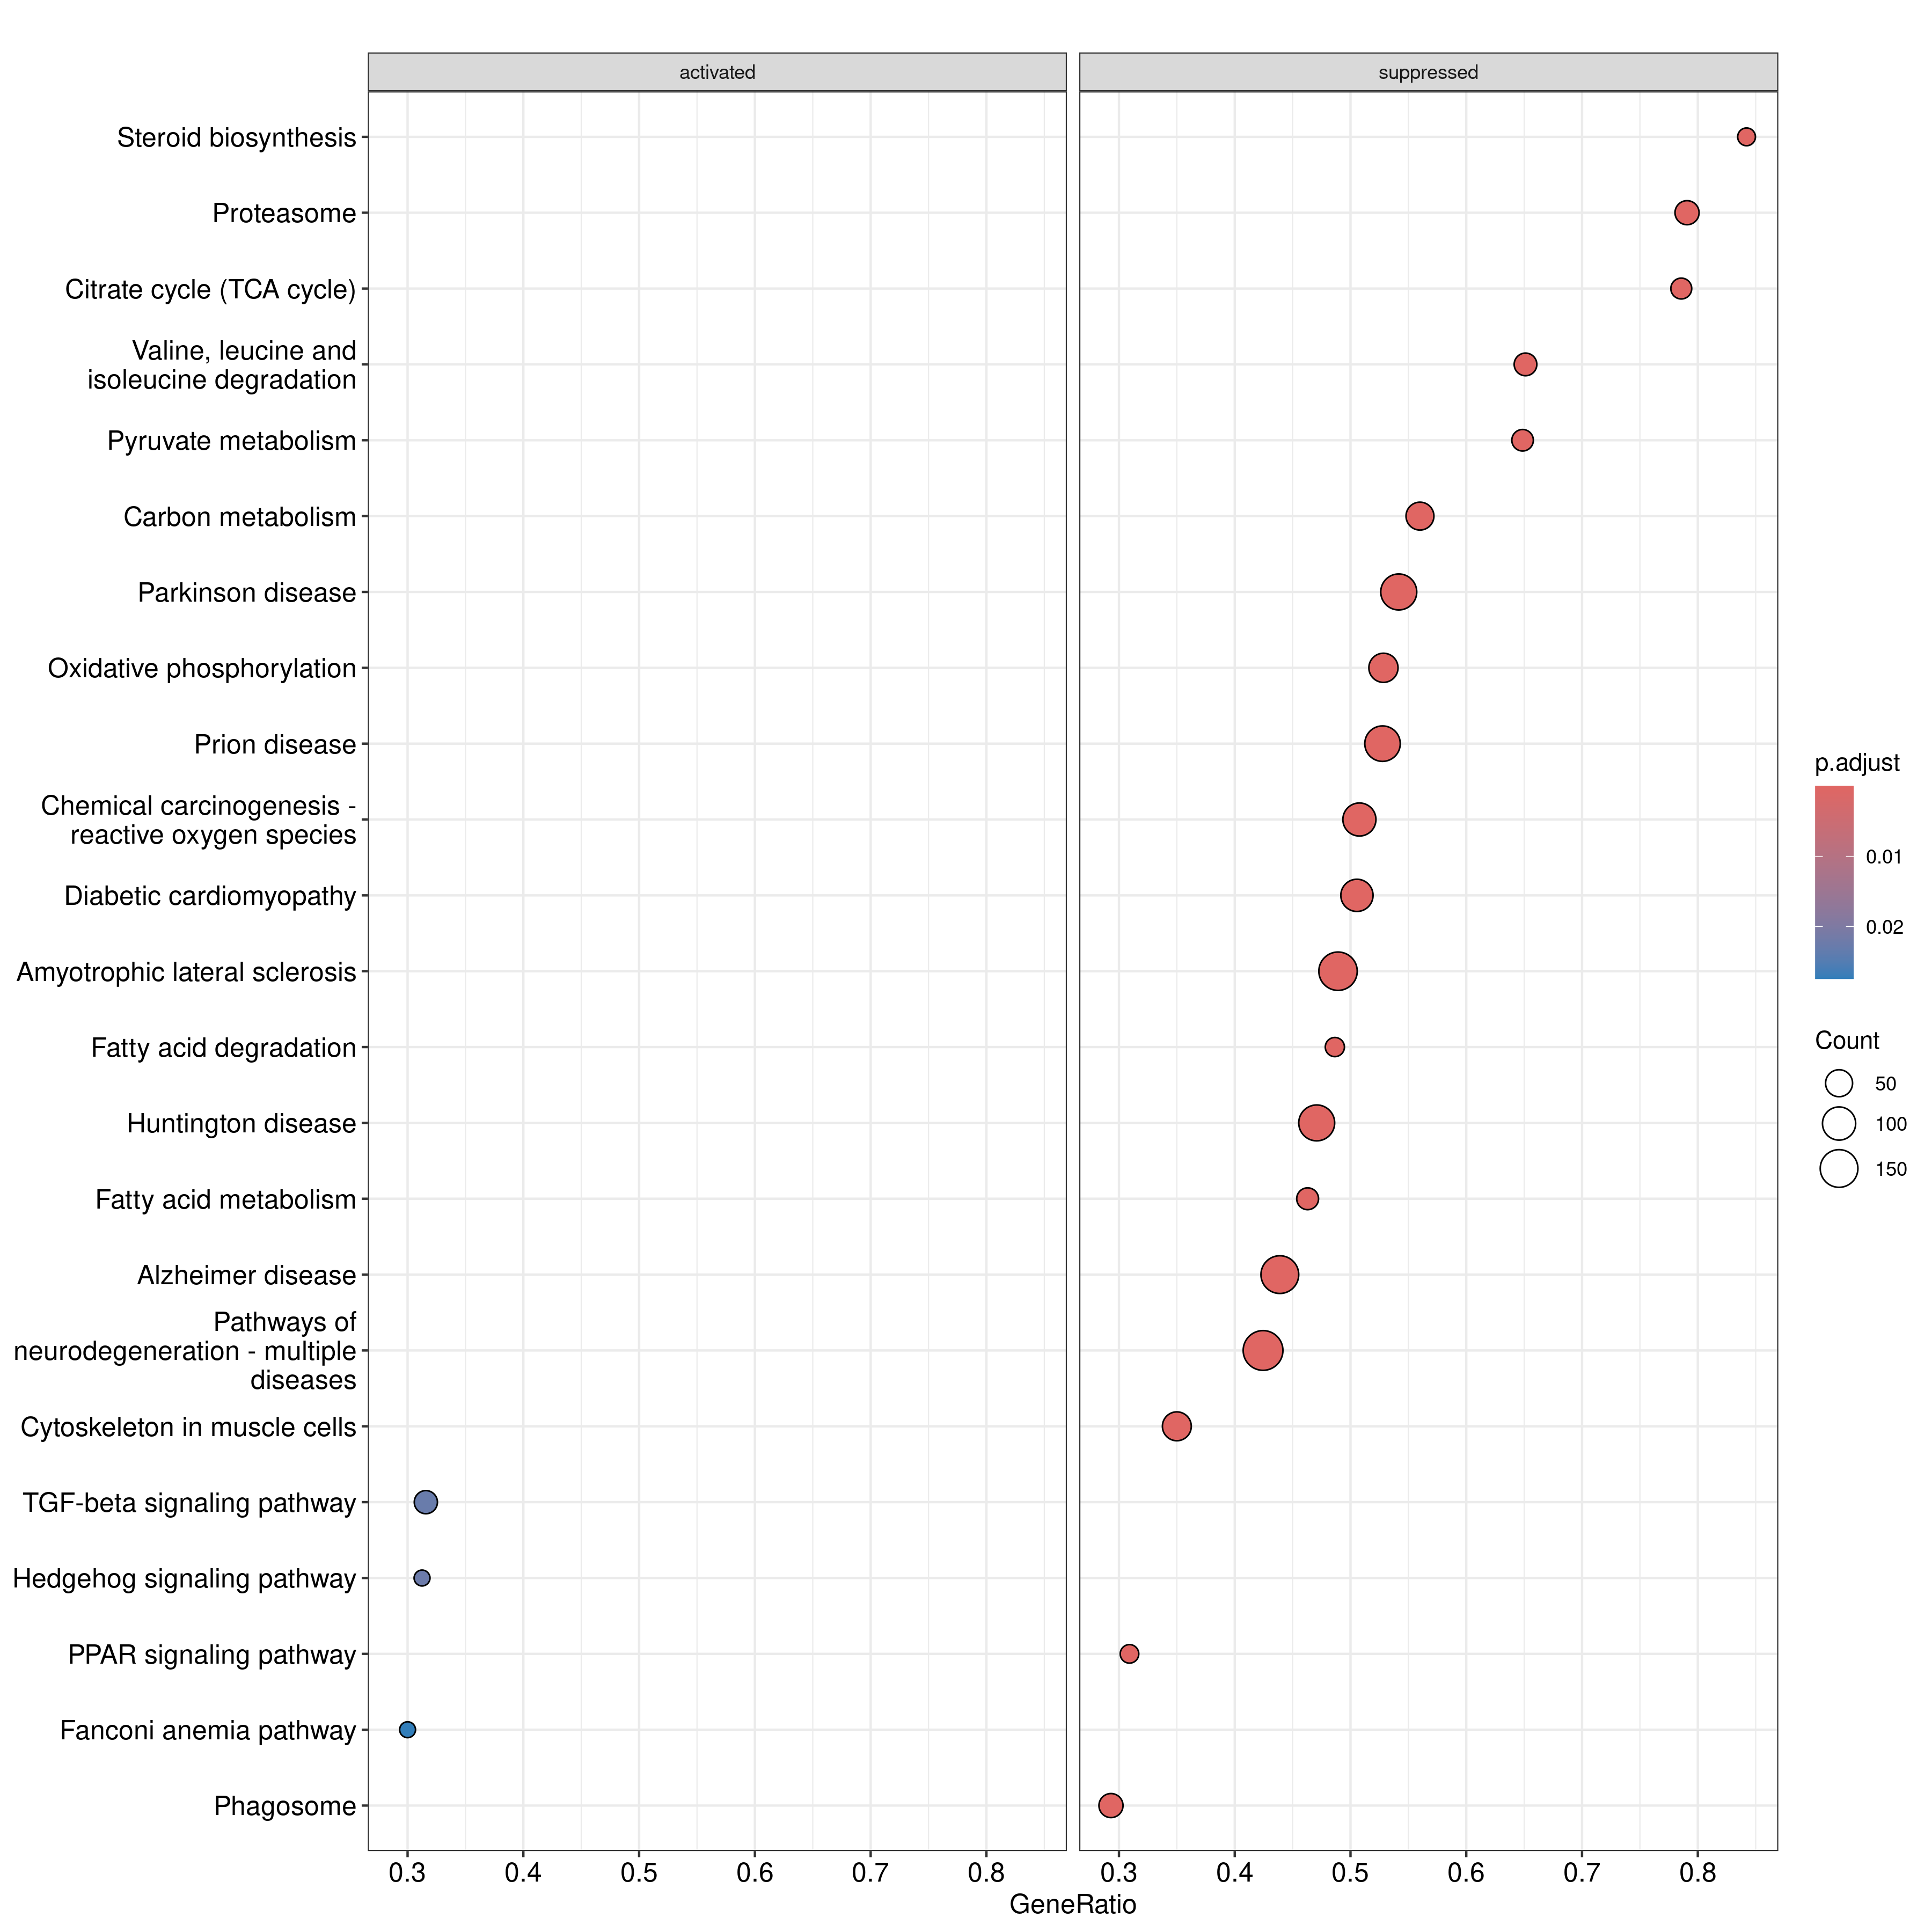 activated
suppressed
Steroid biosynthesis
Proteasome
Citrate cycle (TCA cycle)
Valine, leucine and
isoleucine degradation
Pyruvate metabolism
Carbon metabolism
Parkinson disease
Oxidative phosphorylation
Prion disease
Chemical carcinogenesis -
reactive oxygen species
Diabetic cardiomyopathy
Amyotrophic lateral sclerosis
Fatty acid degradation
Huntington disease
Fatty acid metabolism
Alzheimer disease
Pathways of
neurodegeneration - multiple
diseases
Cytoskeleton in muscle cells
TGF-beta signaling pathway
Hedgehog signaling pathway
PPAR signaling pathway
Fanconi anemia pathway
Phagosome
0.3 0.4 0.5 0.6 0.7 0.8
0.3 0.4 0.5 0.6 0.7 0.8
GeneRatio
p.adjust
0.01
0.02
Count
50
100
150